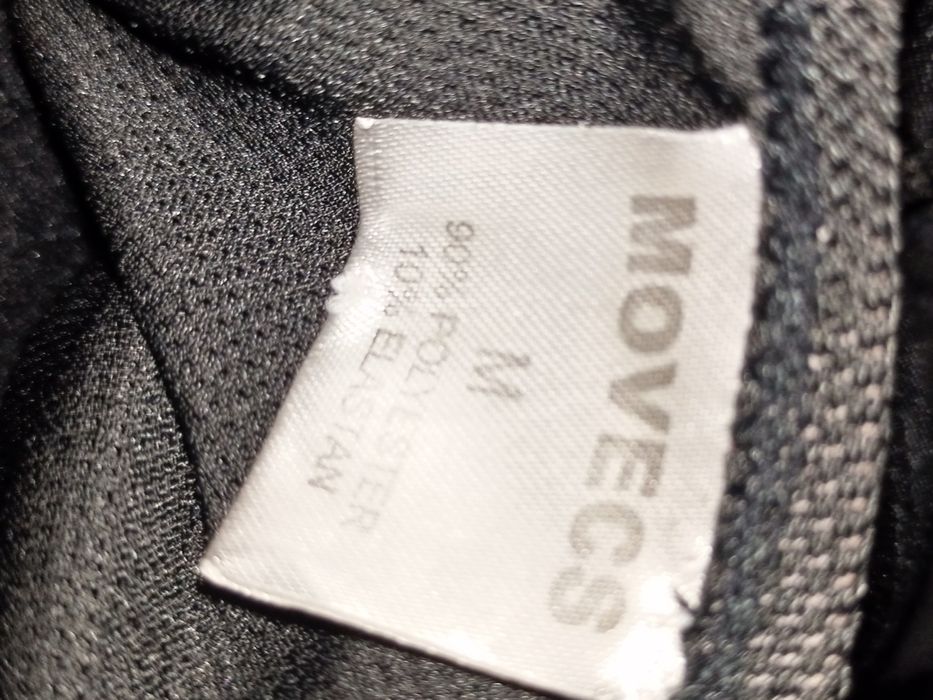 MOVECS
M
90% POLYESTER
10% ELASTAN